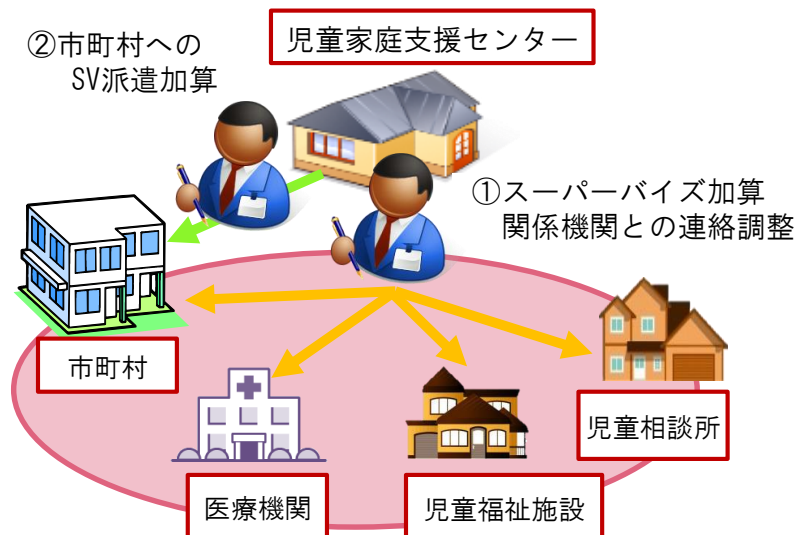 児童家庭支援センター
②市町村への
SV派遣加算
①スーパーバイズ加算
関係機関との連絡調整
市町村
医療機関
児童福祉施設
児童相談所